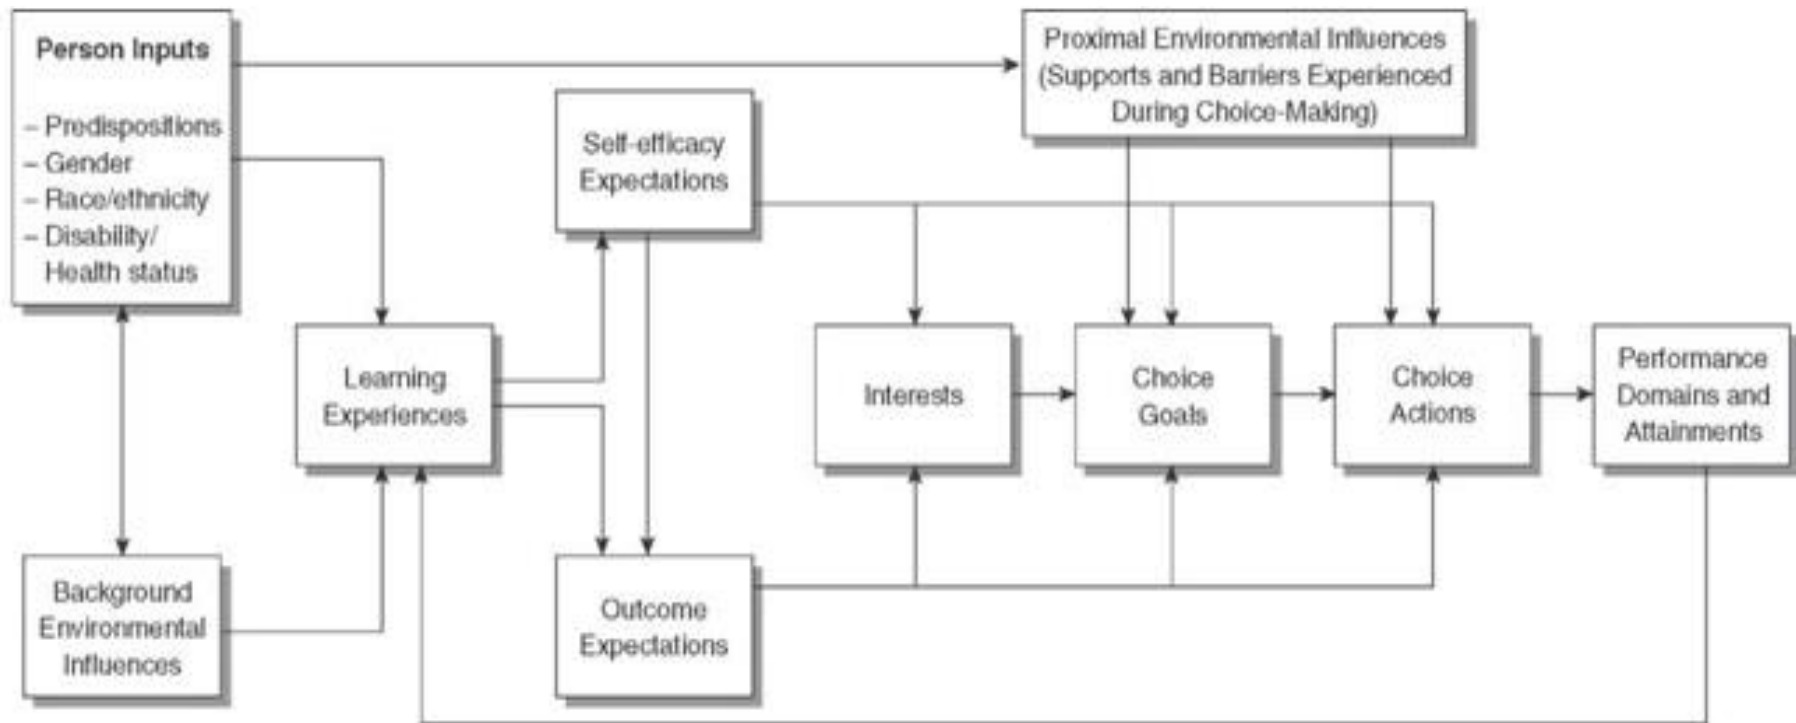 Person Inputs
– Predispositions
– Gender
– Race/ethnicity
– Disability/
Health status
Proximal Environmental Influences
(Supports and Barriers Experienced
During Choice-Making)
Self-efficacy
Expectations
Learning
Experiences
Interests
Choice
Goals
Choice
Actions
Performance
Domains and
Attainments
Background
Environmental
Influences
Outcome
Expectations